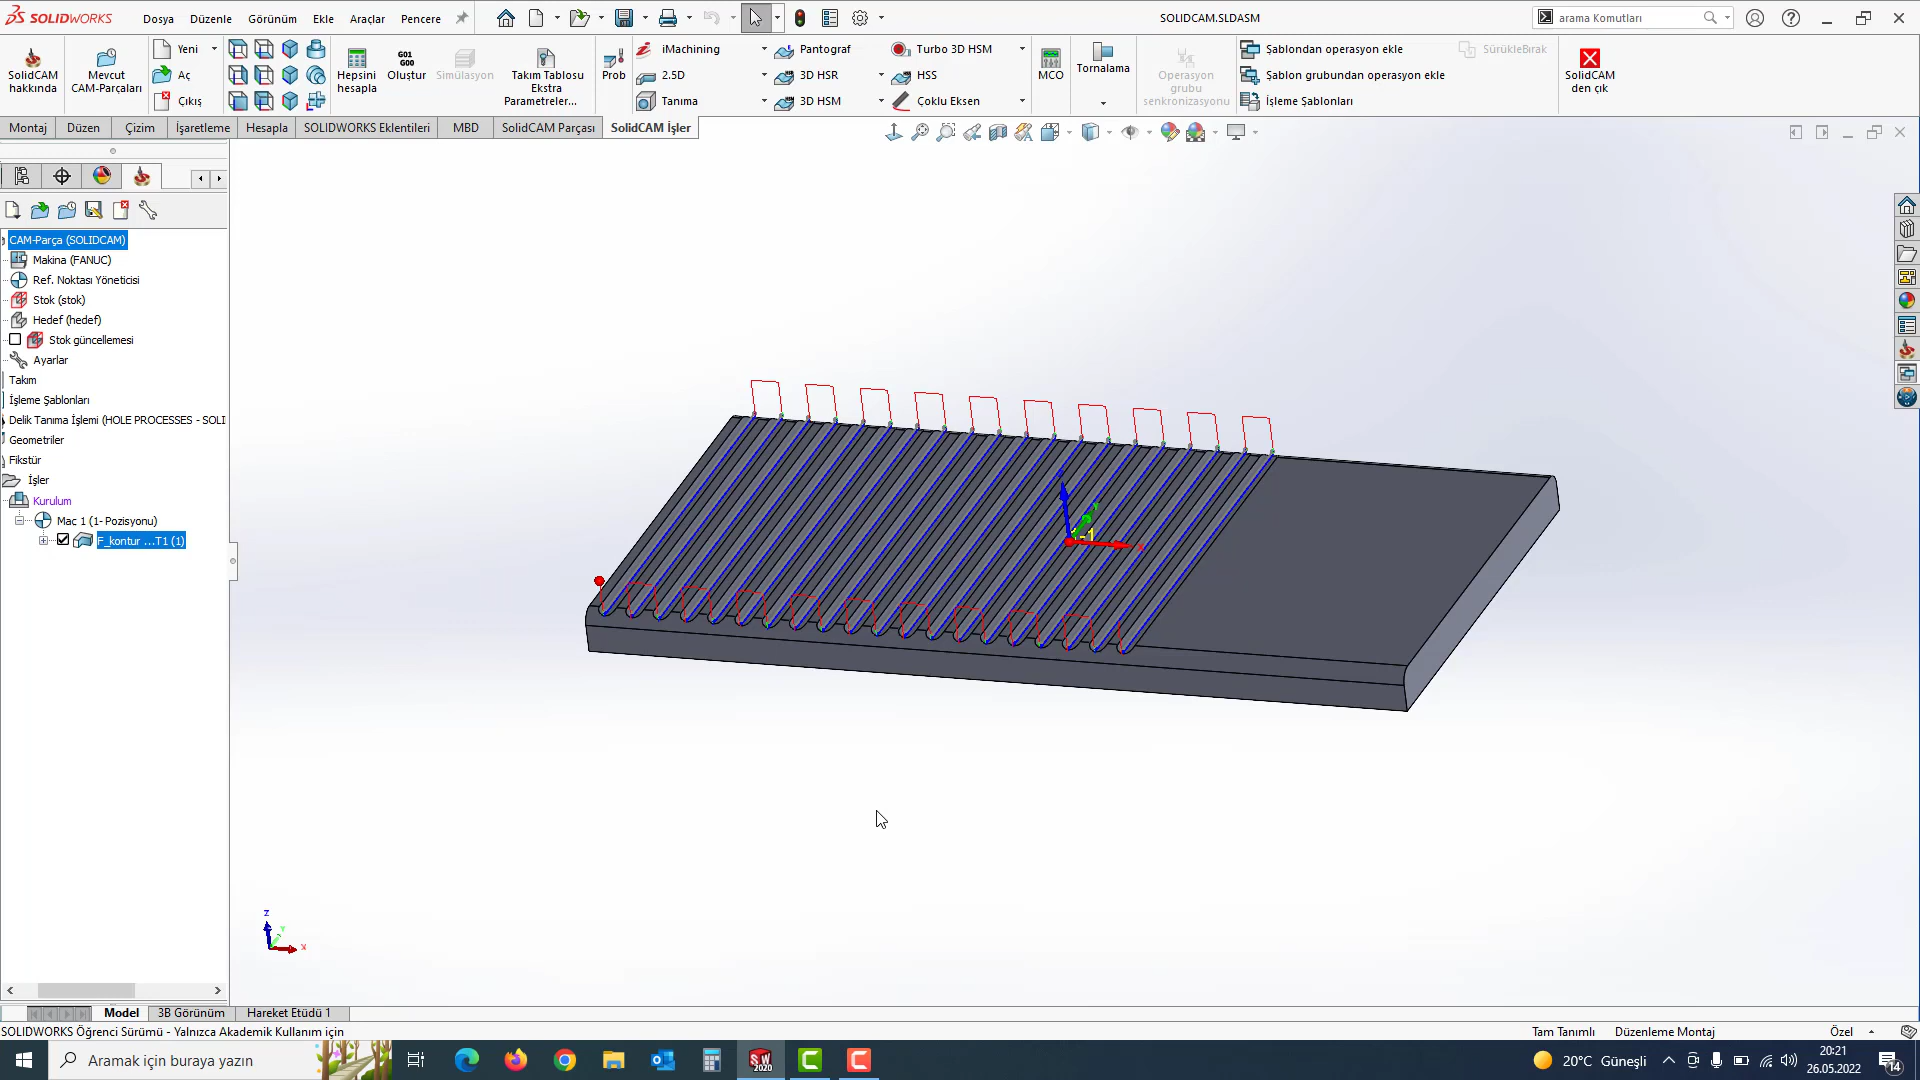 SOLIDWORKS
Dosya
Düzenle
Görünüm
Ekle
Araçlar
Pencere
SOLIDCAM.SLDASM
arama Komutları
SolidCAM hakkında
Mevcut CAM-Parçaları
Yeni
Aç
Çıkış
Hepsini hesapla
G01 G00
Oluştur
Simülasyon
Takım Tablosu Ekstra Parametreler...
Prob
iMachining
2.5D
Tanıma
Pantograf
3D HSR
3D HSM
Turbo 3D HSM
HSS
Çoklu Eksen
MCO
Tornalama
Operasyon grubu senkronizasyonu
Şablondan operasyon ekle
Şablon grubundan operasyon ekle
İşleme Şablonları
SürükleBırak
SolidCAM den çık
Montaj
Düzen
Çizim
İşaretleme
Hesapla
SOLIDWORKS Eklentileri
MBD
SolidCAM Parçası
SolidCAM İşler
CAM-Parça (SOLIDCAM)
Makina (FANUC)
Ref. Noktası Yöneticisi
Stok (stok)
Hedef (hedef)
Stok güncellemesi
Ayarlar
Takım
İşleme Şablonları
Delik Tanıma İşlemi (HOLE PROCESSES - SOLI
Geometriler
Fikstür
İşler
Kurulum
Mac 1 (1- Pozisyonu)
F_kontur ...T1 (1)
X
Z
Y
X
Model
3B Görünüm
Hareket Etüdü 1
SOLIDWORKS Öğrenci Sürümü - Yalnızca Akademik Kullanım için
Tam Tanımlı
Düzenleme Montaj
Özel
Aramak için buraya yazın
SW 2020
20°C Güneşli
20:21
26.05.2022
14